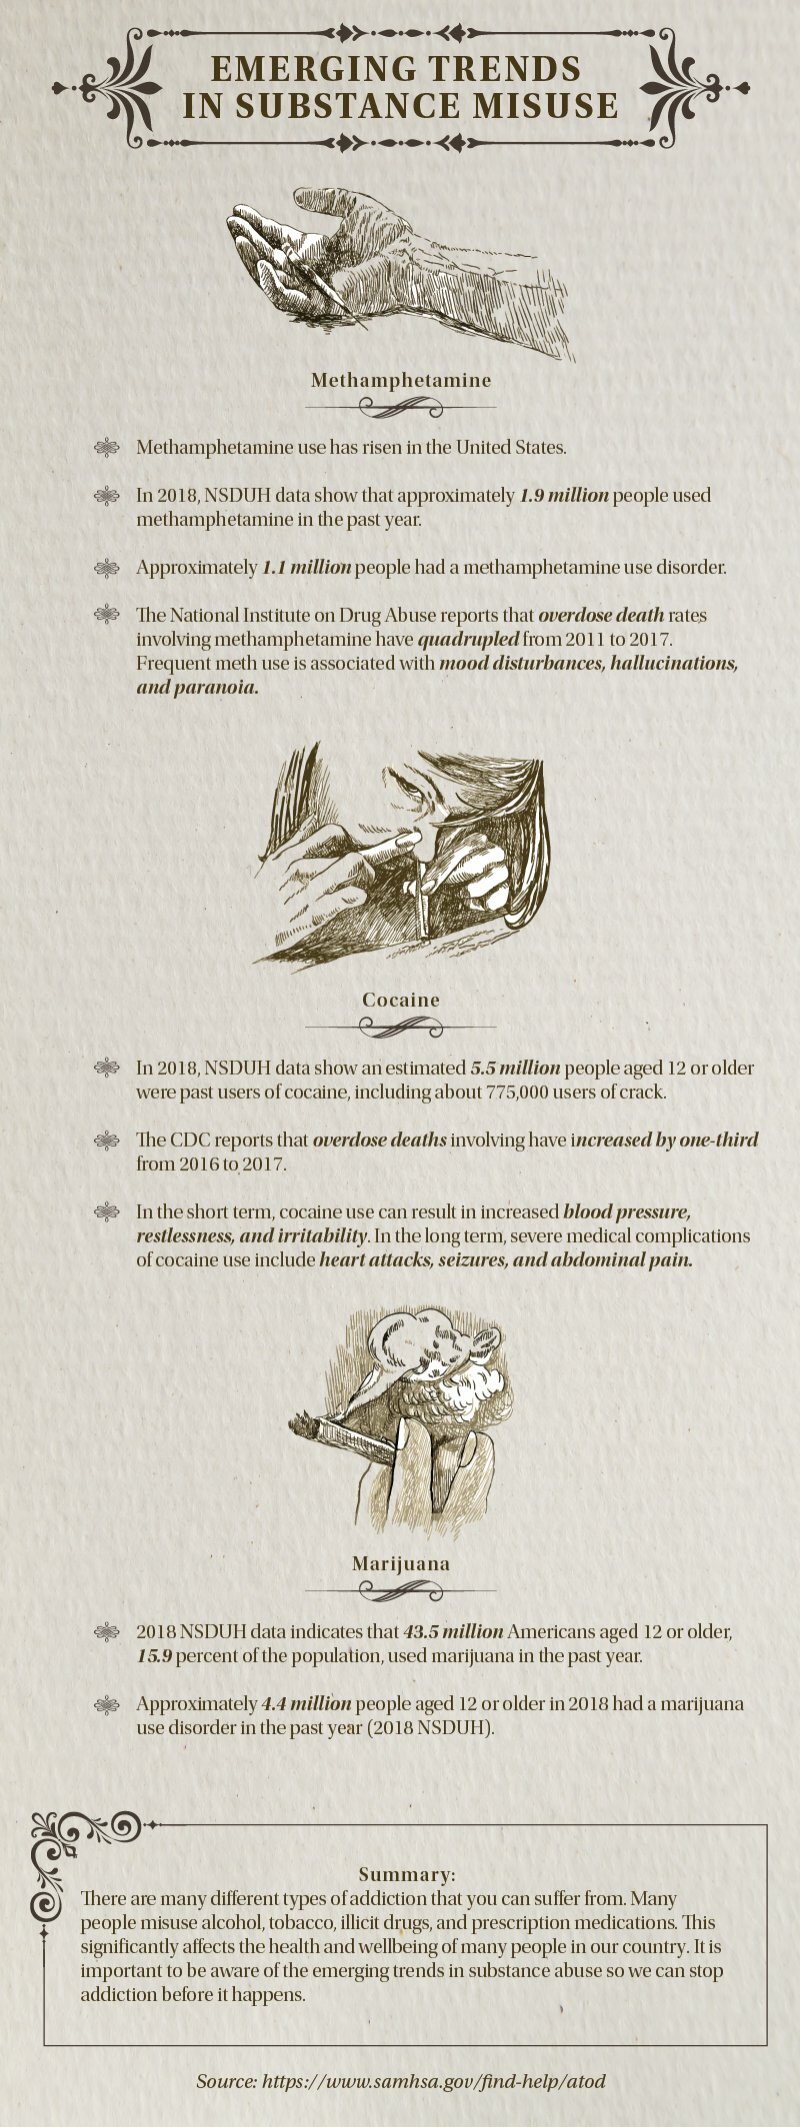 EMERGING TRENDS
IN SUBSTANCE MISUSE
Methamphetamine
Methamphetamine use has risen in the United States.
In 2018, NSDUH data show that approximately 1.9 million people used
methamphetamine in the past year.
Approximately 1.1 million people had a methamphetamine use disorder.
The National Institute on Drug Abuse reports that overdose death rates
involving methamphetamine have quadrupled from 2011 to 2017.
Frequent meth use is associated with mood disturbances, hallucinations,
and paranoia.
Cocaine
In 2018, NSDUH data show an estimated 5.5 million people aged 12 or older
were past users of cocaine, including about 775,000 users of crack.
The CDC reports that overdose deaths involving have increased by one-third
from 2016 to 2017.
In the short term, cocaine use can result in increased blood pressure,
restlessness, and irritability. In the long term, severe medical complications
of cocaine use include heart attacks, seizures, and abdominal pain.
Marijuana
2018 NSDUH data indicates that 43.5 million Americans aged 12 or older,
15.9 percent of the population, used marijuana in the past year.
Approximately 4.4 million people aged 12 or older in 2018 had a marijuana
use disorder in the past year (2018 NSDUH).
Summary:
There are many different types of addiction that you can suffer from. Many
people misuse alcohol, tobacco, illicit drugs, and prescription medications. This
significantly affects the health and wellbeing of many people in our country. It is
important to be aware of the emerging trends in substance abuse so we can stop
addiction before it happens.
Source: https://www.samhsa.gov/find-help/atod